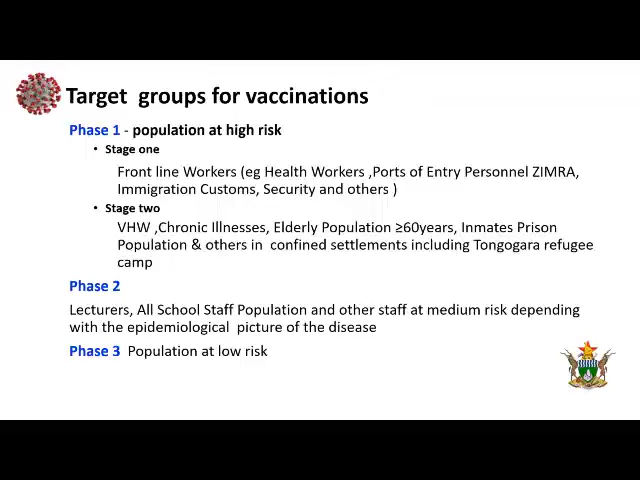 Target groups for vaccinations
Phase 1 - population at high risk
• Stage one
Front line Workers (eg Health Workers ,Ports of Entry Personnel ZIMRA,
Immigration Customs, Security and others )
• Stage two
VHW ,Chronic Illnesses, Elderly Population ≥60years, Inmates Prison
Population & others in confined settlements including Tongogara refugee
camp
Phase 2
Lecturers, All School Staff Population and other staff at medium risk depending
with the epidemiological picture of the disease
Phase 3 Population at low risk